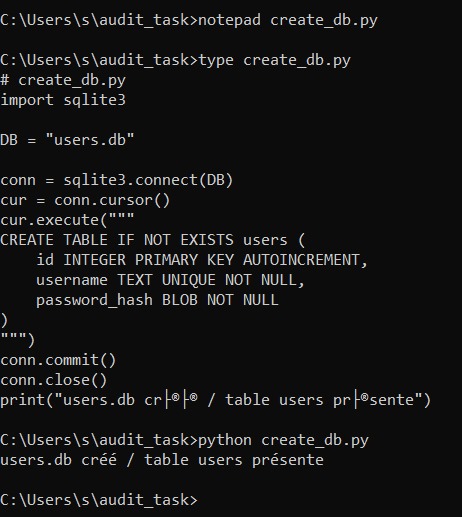 C:\Users\s\audit_task>notepad create_db.py
C:\Users\s\audit_task>type create_db.py
# create_db.py
import sqlite3
DB = "users.db"
conn = sqlite3.connect(DB)
cur = conn.cursor()
cur.execute("""
CREATE TABLE IF NOT EXISTS users (
    id INTEGER PRIMARY KEY AUTOINCREMENT,
    username TEXT UNIQUE NOT NULL,
    password_hash BLOB NOT NULL
)
""")
conn.commit()
conn.close()
print("users.db cr├®├® / table users pr├®sente")
C:\Users\s\audit_task>python create_db.py
users.db créé / table users présente
C:\Users\s\audit_task>